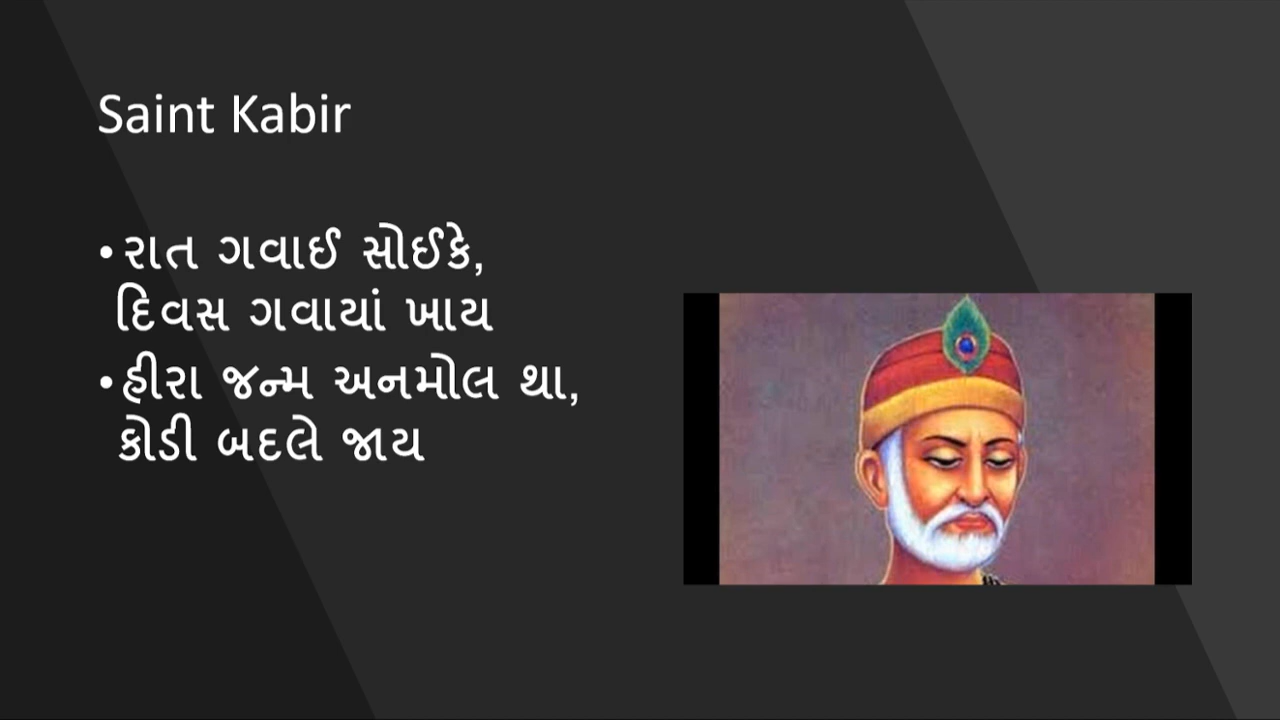 Saint Kabir
• રાત ગવાઈ સોઈકે,
દિવસ ગવાયાં ખાય
• હીરા જન્મ અનમોલ થા,
કોડી બદલે જાય